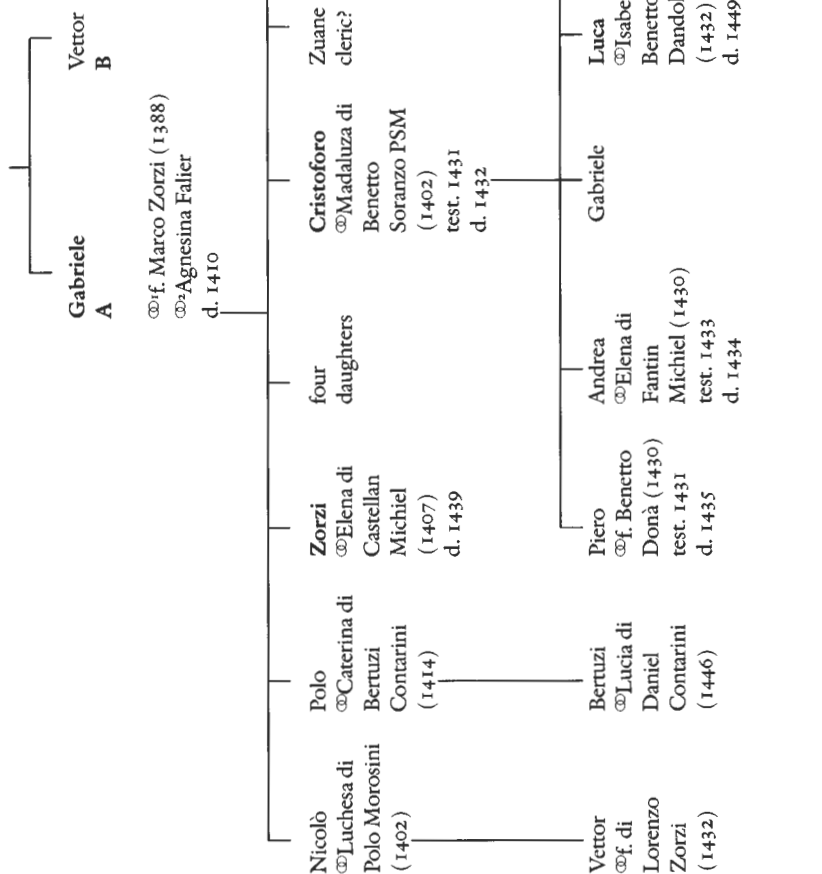 Gabriele
A
Vettor
B
⚭¹f. Marco Zorzi (1388)
⚭²Agnesina Falier
d. 1410
Nicolò
⚭Luchesa di
Polo Morosini
(1402)
Polo
⚭Caterina di
Bertuzi
Contarini
(1414)
Zorzi
⚭Elena di
Castellan
Michiel
(1407)
d. 1439
four
daughters
Cristoforo
⚭Madaluza di
Benetto
Soranzo PSM
(1402)
test. 1431
d. 1432
Zuane
cleric?
Vettor
⚭f. di
Lorenzo
Zorzi
(1432)
Bertuzi
⚭Lucia di
Daniel
Contarini
(1446)
Piero
⚭f. Benetto
Donà (1430)
test. 1431
d. 1435
Andrea
⚭Elena di
Fantin
Michiel (1430)
test. 1433
d. 1434
Gabriele
Luca
⚭Isabe
Benetto
Dandol
(1432)
d. 1449